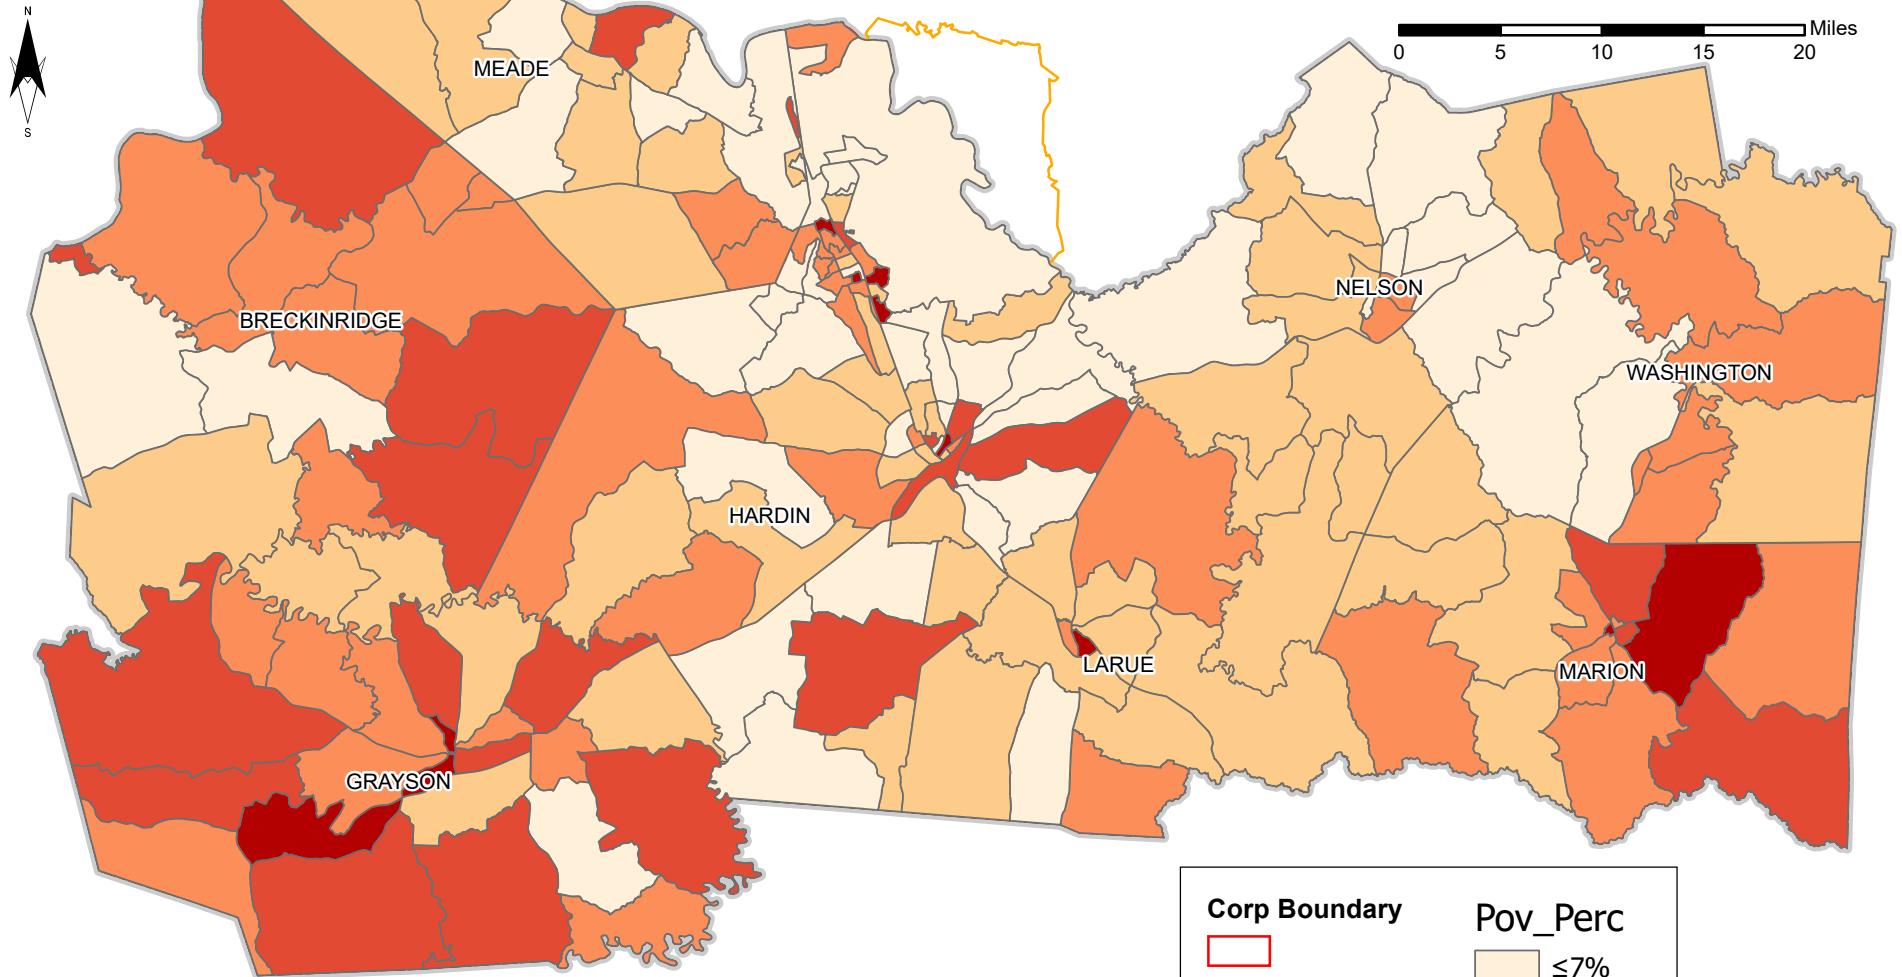 N
S
Miles
0 5 10 15 20
MEADE
BRECKINRIDGE
NELSON
WASHINGTON
HARDIN
LARUE
MARION
GRAYSON
Corp Boundary
Pov_Perc
≤7%